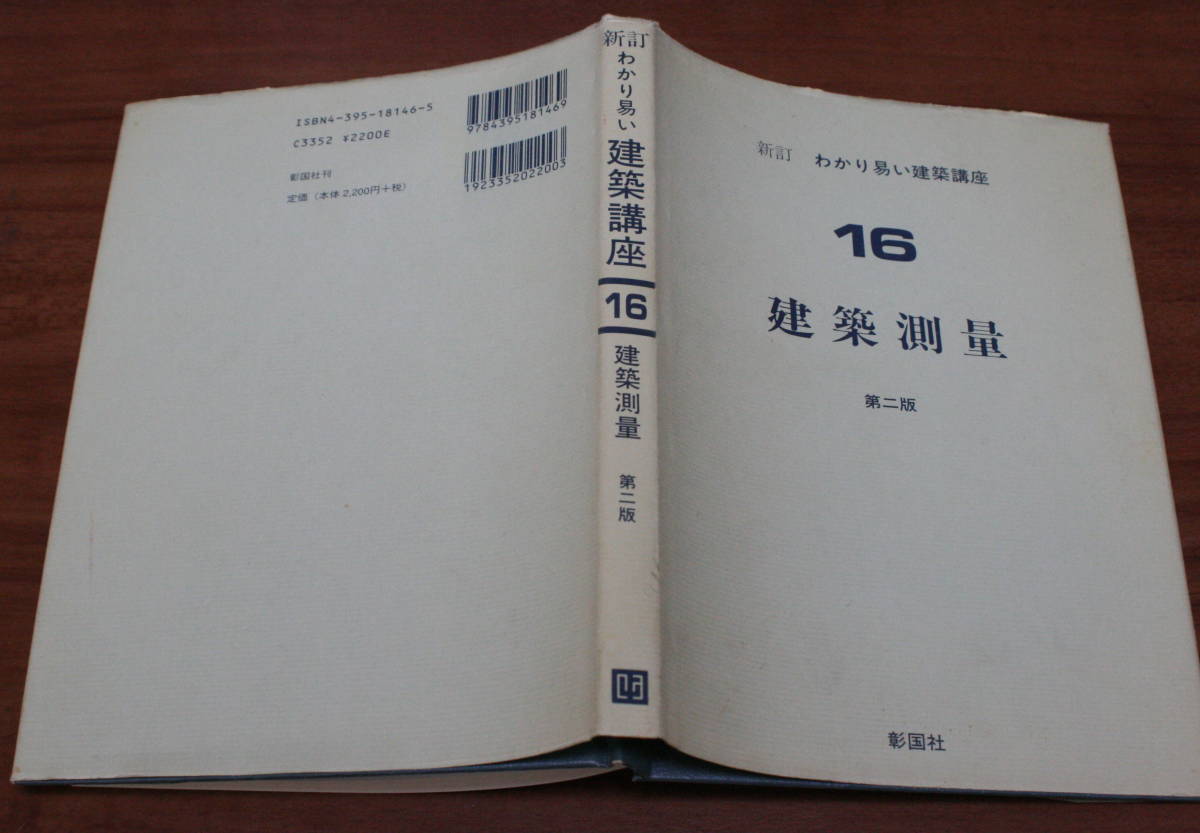 ISBN4-395-18146-5
C3352 ¥2200E
彰国社刊
定価（本体2,200円+税）
9784395181469
1923352022003
新訂
わかり易い
建築講座
16
建築測量
第二版
新訂 わかり易い建築講座
16
建築測量
第二版
彰国社